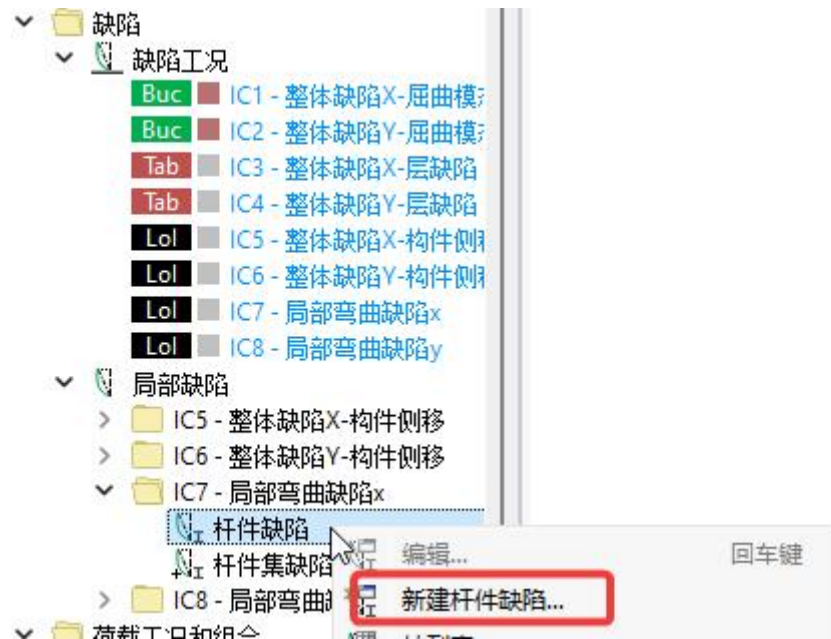 缺陷
缺陷工况
Buc IC1 - 整体缺陷X-屈曲模
Buc IC2 - 整体缺陷Y-屈曲模
Tab IC3 - 整体缺陷X-层缺陷
Tab IC4 - 整体缺陷Y-层缺陷
Lol IC5 - 整体缺陷X-构件侧
Lol IC6 - 整体缺陷Y-构件侧
Lol IC7 - 局部弯曲缺陷x
Lol IC8 - 局部弯曲缺陷y
局部缺陷
IC5 - 整体缺陷X-构件侧移
IC6 - 整体缺陷Y-构件侧移
IC7 - 局部弯曲缺陷x
杆件缺陷
编辑... 回车键
杆件集缺陷
新建杆件缺陷...
IC8 - 局部弯曲
荷载工况和组合